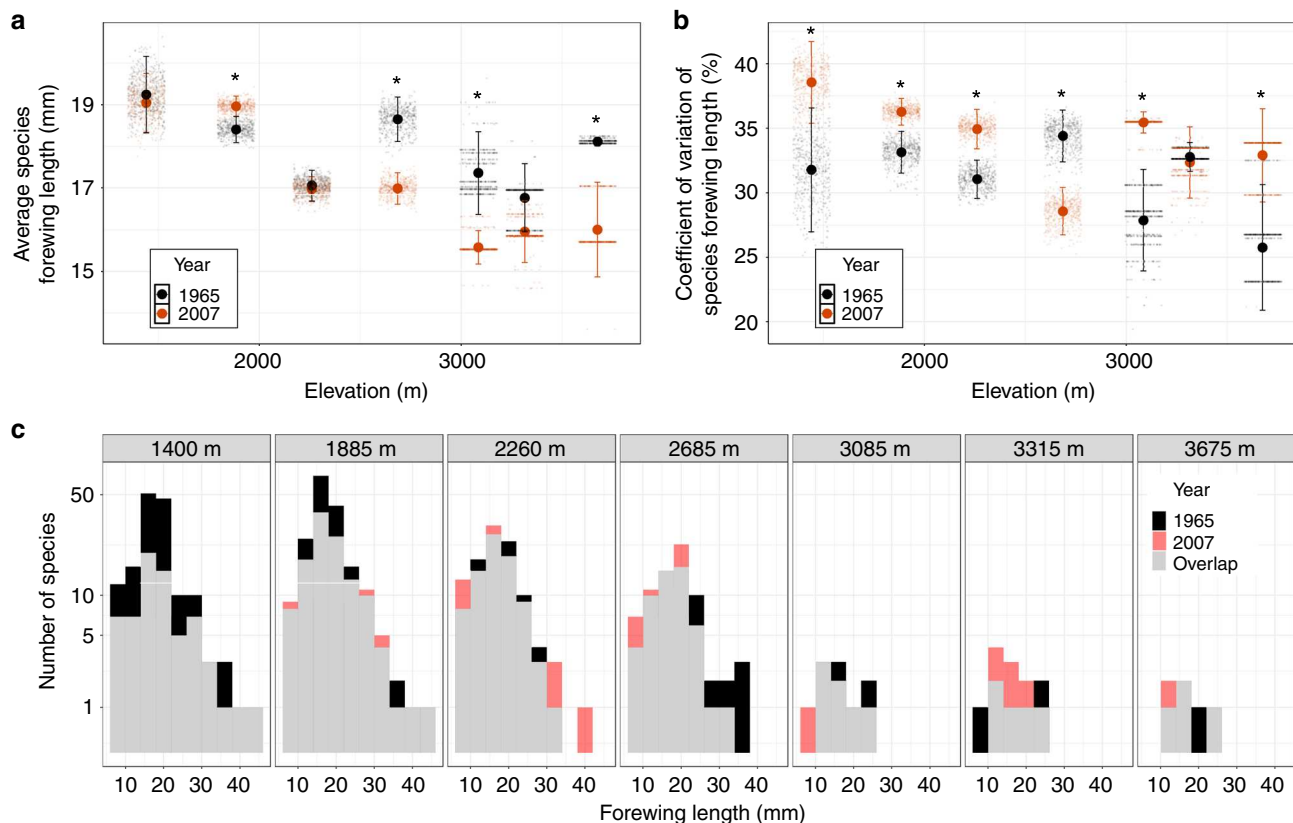 a
Average species
forewing length (mm)
19
17
15
*
*
*
*
Year
1965
2007
2000
3000
Elevation (m)
b
Coefficient of variation of
species forewing length (%)
40
35
30
25
20
*
*
*
*
*
*
Year
1965
2007
2000
3000
Elevation (m)
c
1400 m
1885 m
2260 m
2685 m
3085 m
3315 m
3675 m
Number of species
50
10
5
1
Year
1965
2007
Overlap
10 20 30 40
10 20 30 40
10 20 30 40
10 20 30 40
10 20 30 40
10 20 30 40
10 20 30 40
Forewing length (mm)